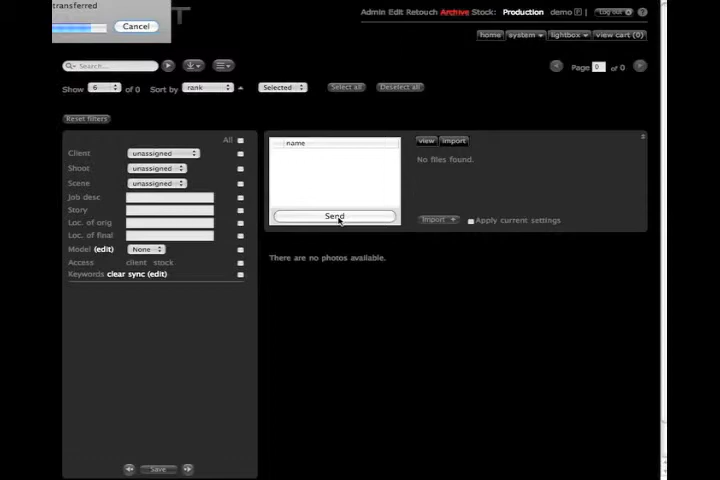 transferred
Cancel
T
Admin Edit Retouch Archive Stock: Production demo P Log out ?
home system lightbox view cart (0)
Search...
Page 0 of 0
Show 6 of 0 Sort by rank Selected Select all Deselect all
Reset filters
All
Client unassigned
Shoot unassigned
Scene unassigned
Job desc
Story
Loc. of orig
Loc. of final
Model (edit) None
Access client stock
Keywords clear sync (edit)
Save
name
Send
view import
No files found.
Import + Apply current settings
There are no photos available.